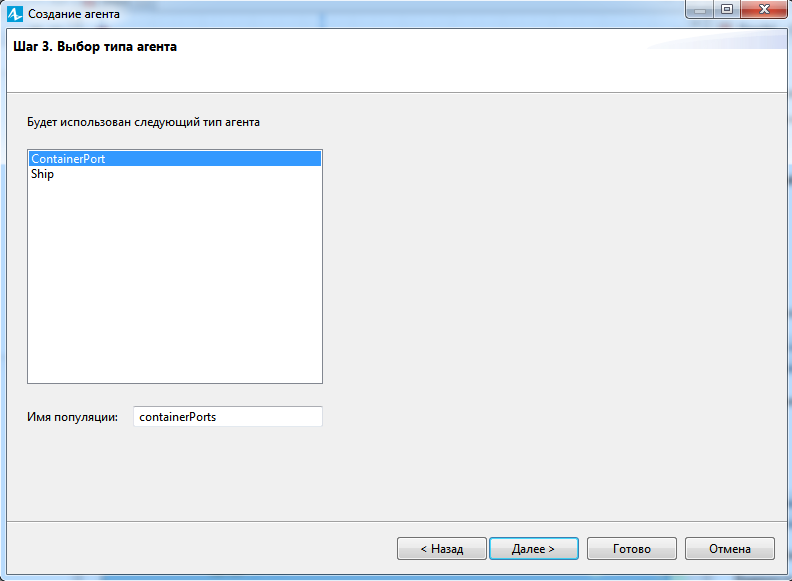 Создание агента
Шаг 3. Выбор типа агента
Будет использован следующий тип агента
ContainerPort
Ship
Имя популяции: containerPorts
< Назад Далее > Готово Отмена